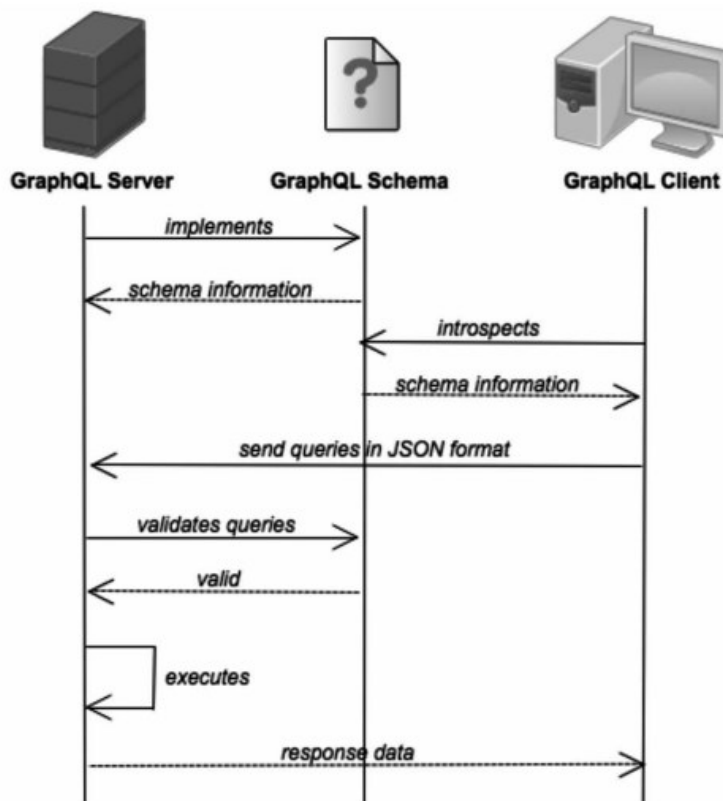 ?
GraphQL Server GraphQL Schema GraphQL Client
implements
schema information
introspects
schema information
send queries in JSON format
validates queries
valid
executes
response data